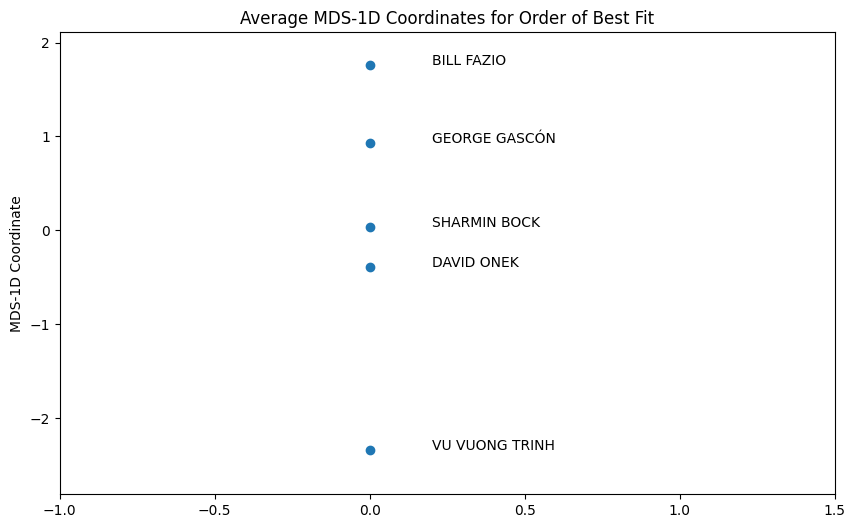 Average MDS-1D Coordinates for Order of Best Fit
2
BILL FAZIO
1
GEORGE GASCÓN
MDS-1D Coordinate
0
SHARMIN BOCK
DAVID ONEK
−1
−2
VU VUONG TRINH
−1.0 −0.5 0.0 0.5 1.0 1.5